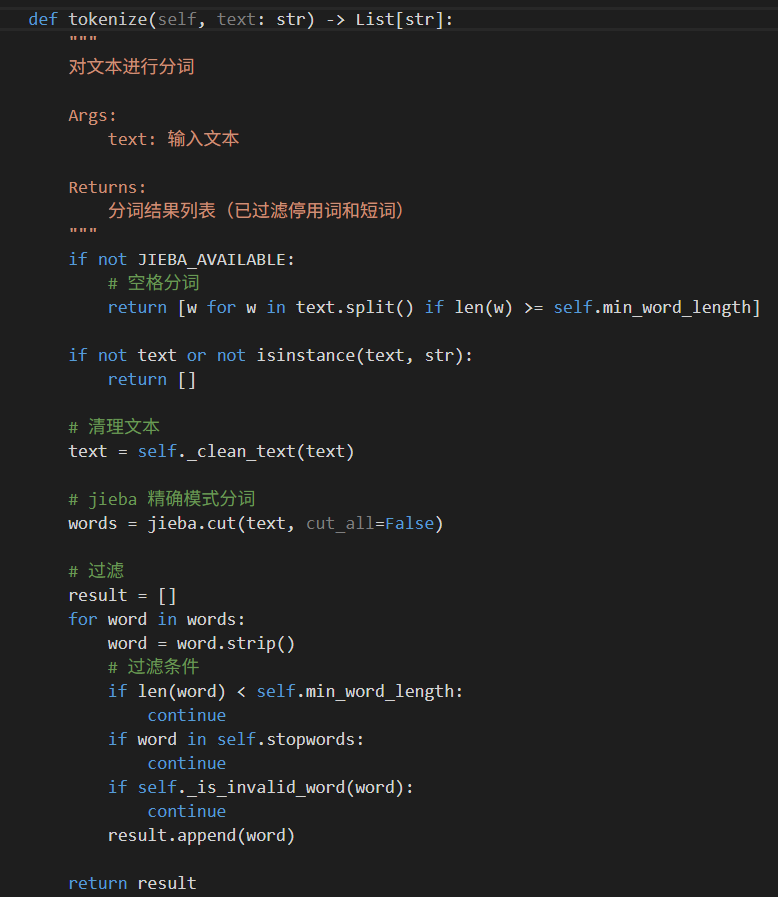 def tokenize(self, text: str) -> List[str]:
    """
    对文本进行分词

    Args:
        text: 输入文本

    Returns:
        分词结果列表（已过滤停用词和短词）
    """
    if not JIEBA_AVAILABLE:
        # 空格分词
        return [w for w in text.split() if len(w) >= self.min_word_length]

    if not text or not isinstance(text, str):
        return []

    # 清理文本
    text = self._clean_text(text)

    # jieba 精确模式分词
    words = jieba.cut(text, cut_all=False)

    # 过滤
    result = []
    for word in words:
        word = word.strip()
        # 过滤条件
        if len(word) < self.min_word_length:
            continue
        if word in self.stopwords:
            continue
        if self._is_invalid_word(word):
            continue
        result.append(word)

    return result